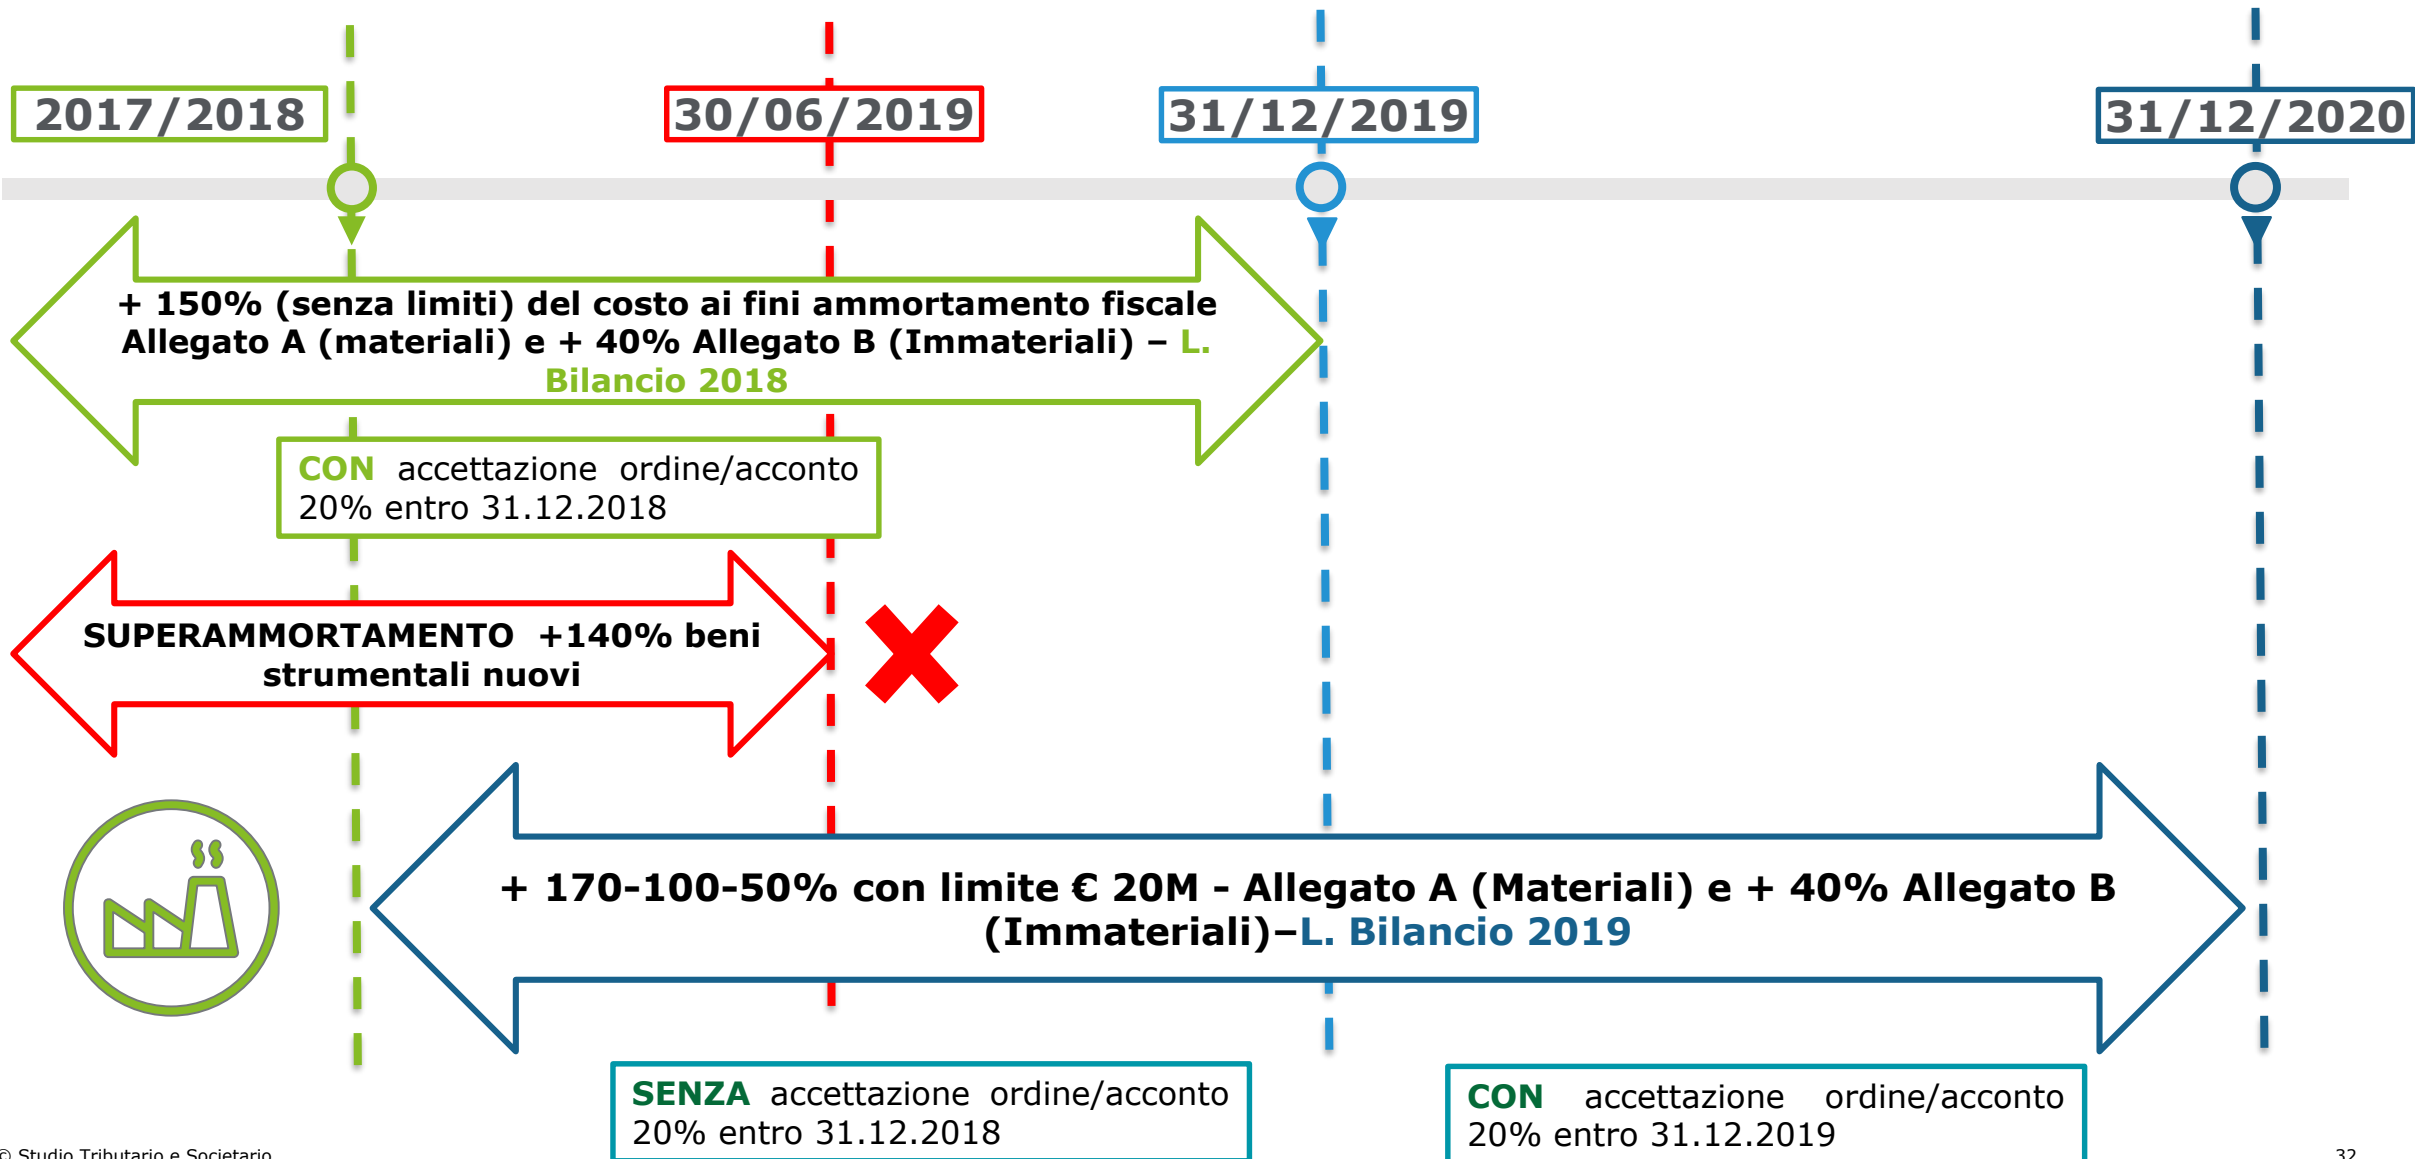 2017/2018
30/06/2019
31/12/2019
31/12/2020
+ 150% (senza limiti) del costo ai fini ammortamento fiscale
Allegato A (materiali) e + 40% Allegato B (Immateriali) – L.
Bilancio 2018
CON accettazione ordine/acconto
20% entro 31.12.2018
SUPERAMMORTAMENTO +140% beni
strumentali nuovi
+ 170-100-50% con limite € 20M - Allegato A (Materiali) e + 40% Allegato B
(Immateriali)–L. Bilancio 2019
SENZA accettazione ordine/acconto
20% entro 31.12.2018
CON accettazione ordine/acconto
20% entro 31.12.2019
© Studio Tributario e Societario
32